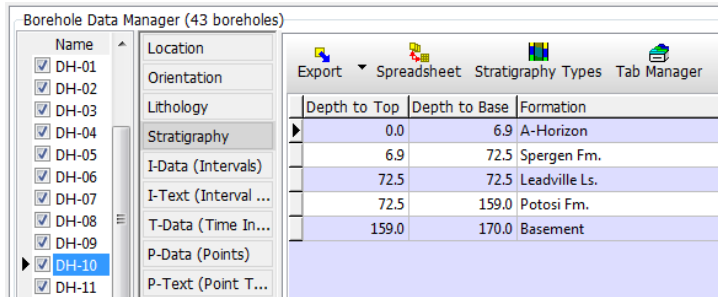 Borehole Data Manager (43 boreholes)
Name
DH-01
DH-02
DH-03
DH-04
DH-05
DH-06
DH-07
DH-08
DH-09
DH-10
DH-11
Location
Orientation
Lithology
Stratigraphy
I-Data (Intervals)
I-Text (Interval ...
T-Data (Time In...
P-Data (Points)
P-Text (Point T...
Export Spreadsheet Stratigraphy Types Tab Manager
Depth to Top Depth to Base Formation
0.0 6.9 A-Horizon
6.9 72.5 Spergen Fm.
72.5 72.5 Leadville Ls.
72.5 159.0 Potosi Fm.
159.0 170.0 Basement